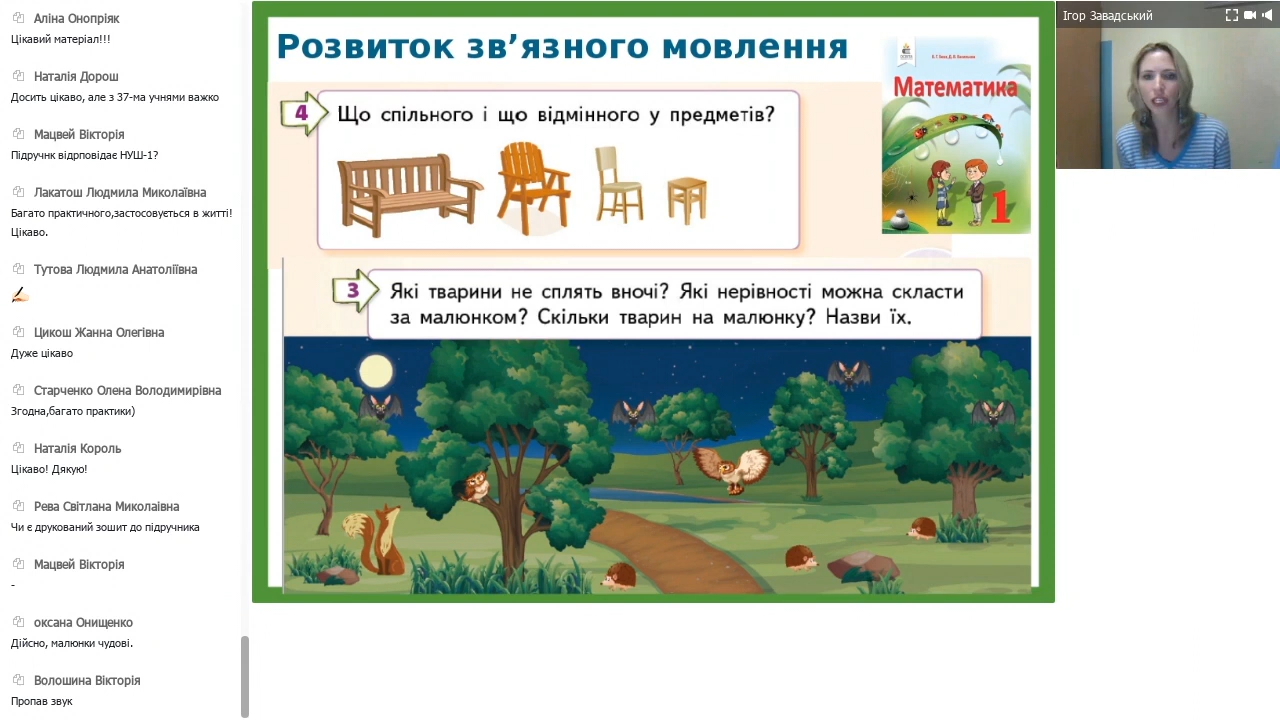 Аліна Онопріяк
Цікавий матеріал!!!
Наталія Дорош
Досить цікаво, але з 37-ма учнями важко
Мацвей Вікторія
Підручнк відрповідає НУШ-1?
Лакатош Людмила Миколаївна
Багато практичного,застосовується в житті!
Цікаво.
Тутова Людмила Анатоліївна
Цикош Жанна Олегівна
Дуже цікаво
Старченко Олена Володимирівна
Згодна,багато практики)
Наталія Король
Цікаво! Дякую!
Рева Світлана Миколаівна
Чи є друкований зошит до підручника
Мацвей Вікторія
-
оксана Онищенко
Дійсно, малюнки чудові.
Волошина Вікторія
Пропав звук
Розвиток зв’язного мовлення
4
Що спільного і що відмінного у предметів?
Математика
1
3
Які тварини не сплять вночі? Які нерівності можна скласти
за малюнком? Скільки тварин на малюнку? Назви їх.
Ігор Завадський